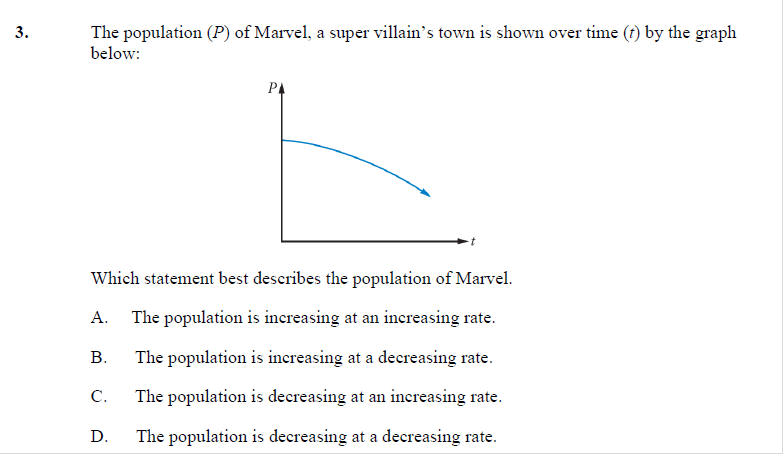 3. The population (P) of Marvel, a super villain's town is shown over time (t) by the graph
below:
P
t
Which statement best describes the population of Marvel.
A. The population is increasing at an increasing rate.
B. The population is increasing at a decreasing rate.
C. The population is decreasing at an increasing rate.
D. The population is decreasing at a decreasing rate.